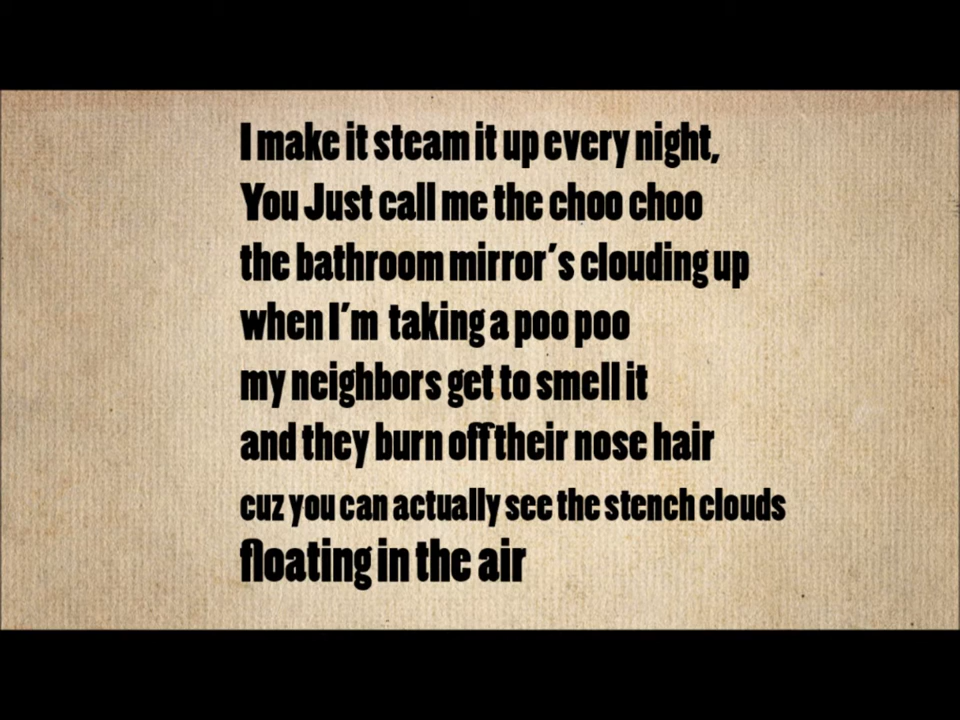 I make it steam it up every night,
You Just call me the choo choo
the bathroom mirror's clouding up
when I'm taking a poo poo
my neighbors get to smell it
and they burn off their nose hair
cuz you can actually see the stench clouds
floating in the air